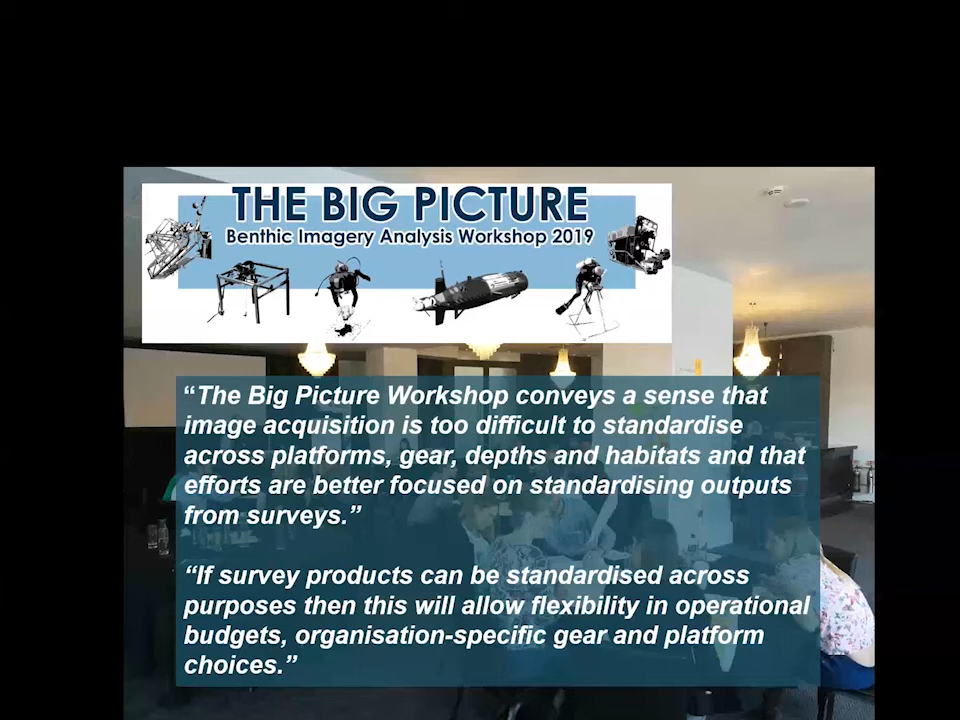 THE BIG PICTURE
Benthic Imagery Analysis Workshop 2019
“The Big Picture Workshop conveys a sense that
image acquisition is too difficult to standardise
across platforms, gear, depths and habitats and that
efforts are better focused on standardising outputs
from surveys.”
“If survey products can be standardised across
purposes then this will allow flexibility in operational
budgets, organisation-specific gear and platform
choices.”